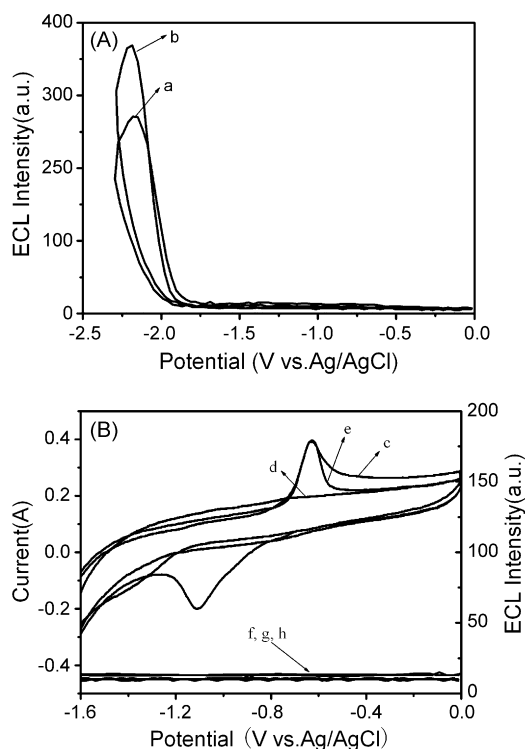 (A)
b
a
ECL Intensity(a.u.)
400
250
100
0
-2.5 -2.0 -1.5 -1.0 -0.5 0.0
Potential (V vs.Ag/AgCl)
(B)
e
c
d
f, g, h
Current(A)
0.4
0.2
0.0
-0.2
-0.4
ECL Intensity(a.u.)
200
150
100
50
0
-1.6 -1.2 -0.8 -0.4 0.0
Potential (V vs.Ag/AgCl)